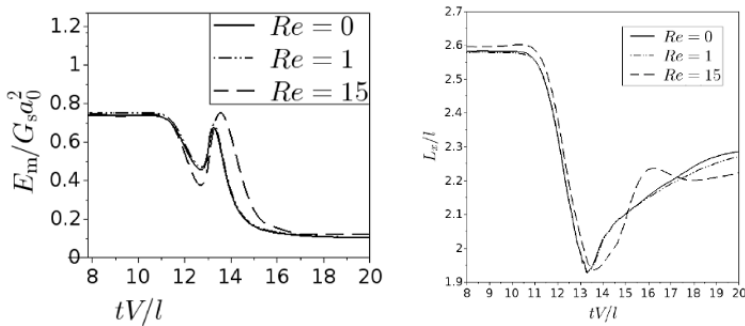 1.2
1
0.8
0.6
0.4
0.2
0
8 10 12 14 16 18 20
E_m/G_s a_0^2
tV/l
Re = 0
Re = 1
Re = 15
2.7
2.6
2.5
2.4
2.3
2.2
2.1
2.0
1.9
8 9 10 11 12 13 14 15 16 17 18 19 20
L_x/l
tV/l
Re = 0
Re = 1
Re = 15